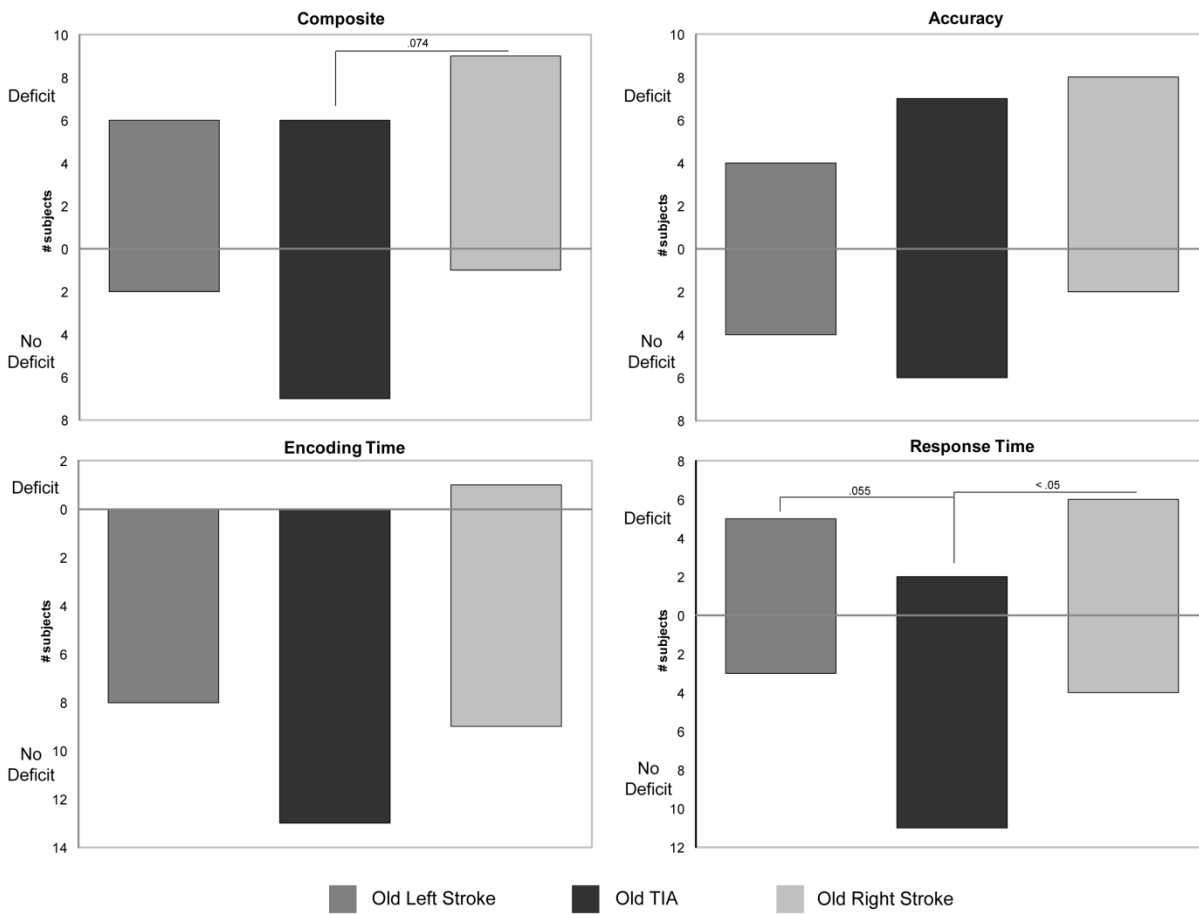 Composite
10
.074
8
Deficit
6
4
2
# subjects
0
2
4
No
Deficit
6
8
Accuracy
10
8
Deficit
6
4
2
# subjects
0
2
4
No
Deficit
6
8
Encoding Time
2
Deficit
0
2
4
# subjects
6
8
10
No
Deficit
12
14
Response Time
8
.055
< .05
6
Deficit
4
2
0
# subjects
2
4
6
8
No
Deficit
10
12
Old Left Stroke
Old TIA
Old Right Stroke